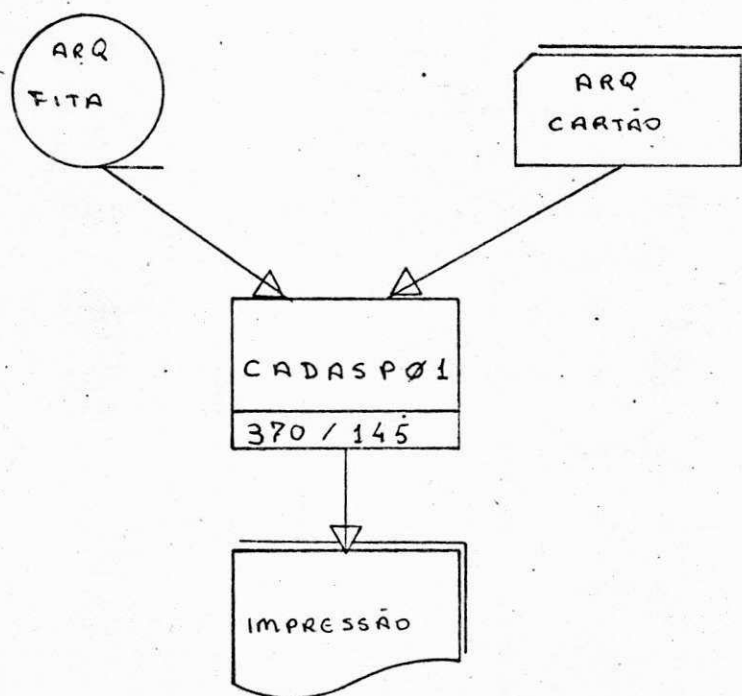 ARQ
FITA
ARQ
CARTÃO
CADASPØ1
370 / 145
IMPRESSÃO